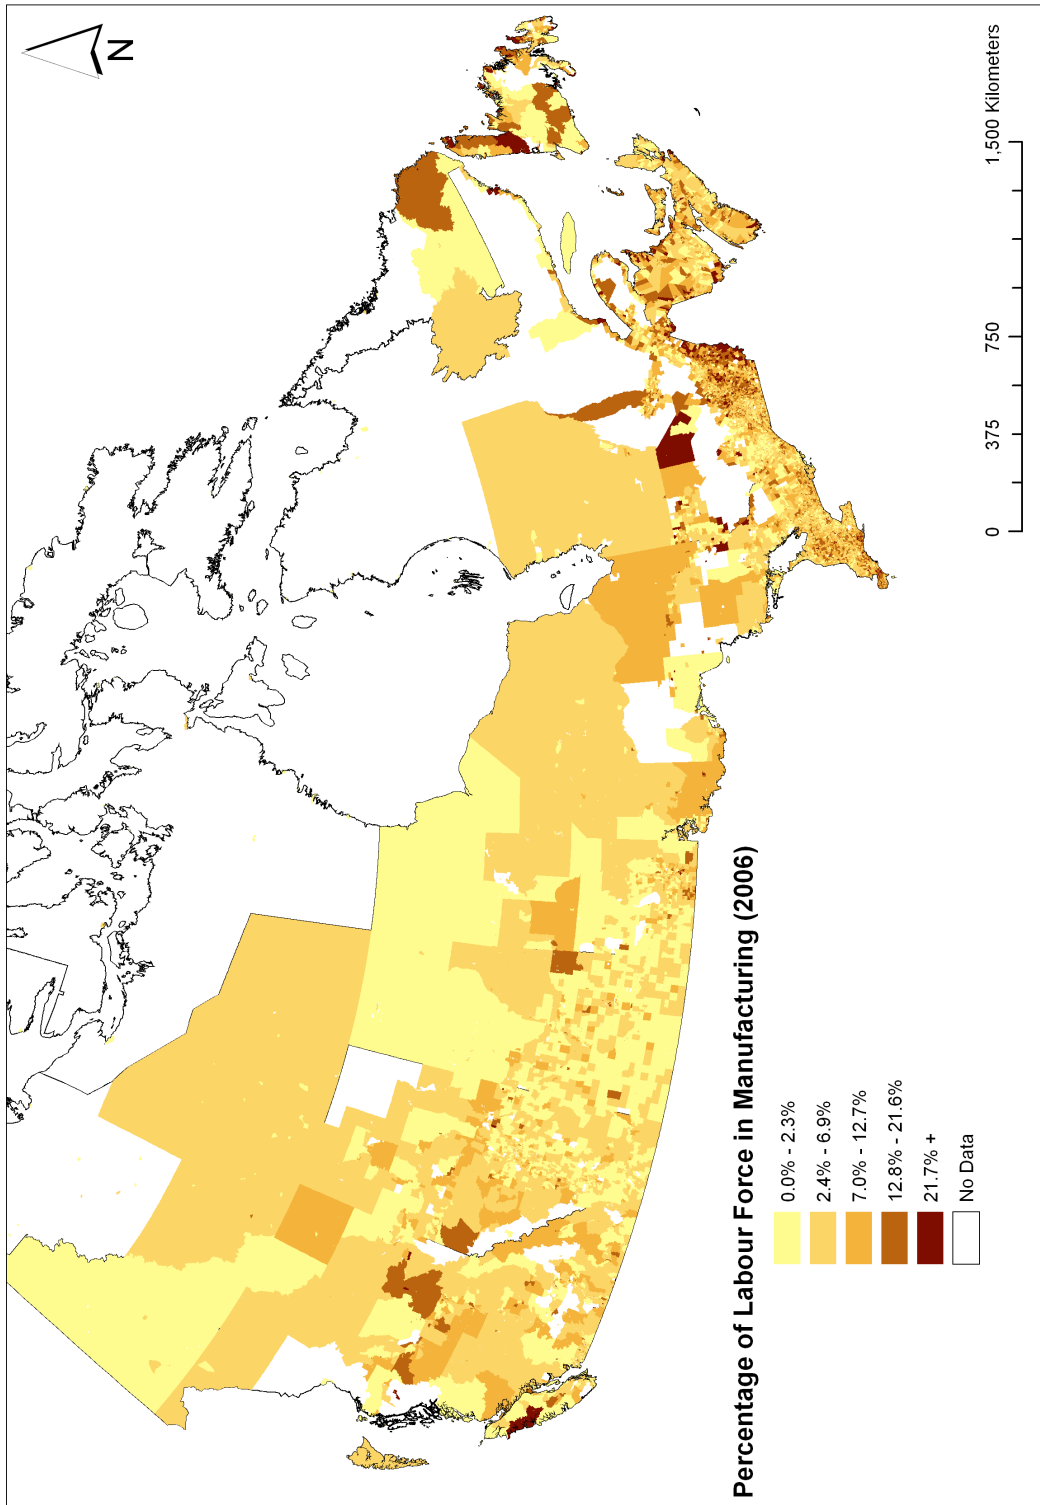 N
Percentage of Labour Force in Manufacturing (2006)
0.0% - 2.3%
2.4% - 6.9%
7.0% - 12.7%
12.8% - 21.6%
21.7% +
No Data
0 375 750 1,500 Kilometers